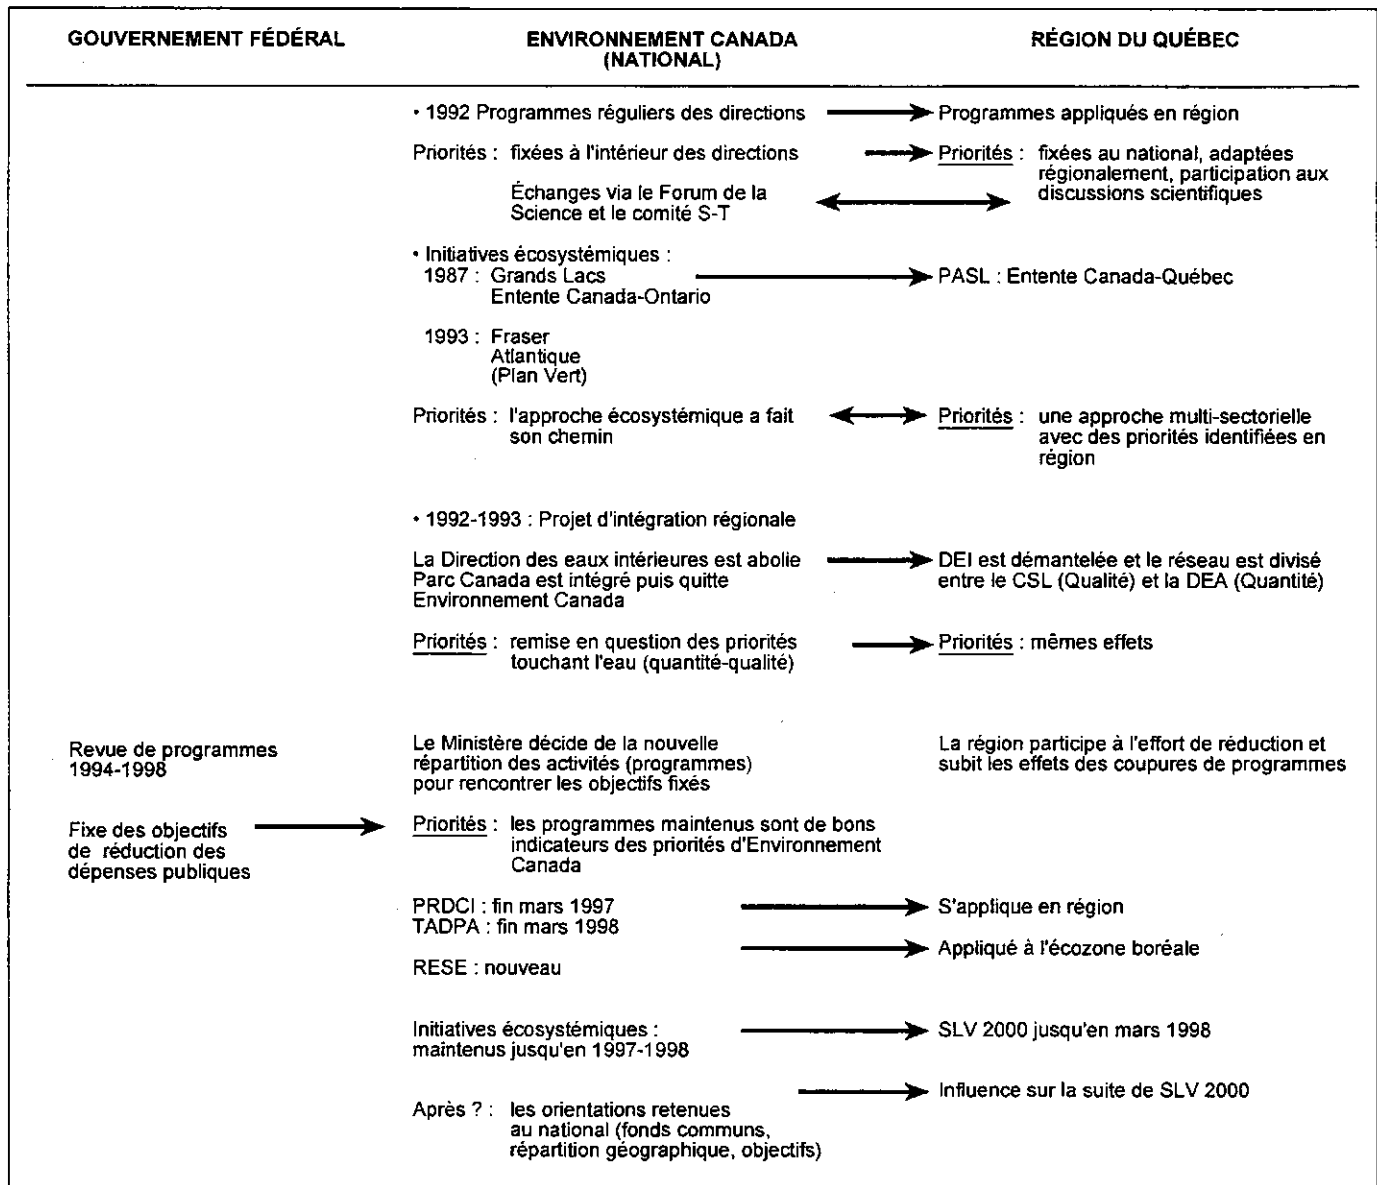 GOUVERNEMENT FÉDÉRAL
ENVIRONNEMENT CANADA
(NATIONAL)
RÉGION DU QUÉBEC
• 1992 Programmes réguliers des directions
Programmes appliqués en région
Priorités : fixées à l'intérieur des directions
Priorités : fixées au national, adaptées
régionalement, participation aux
discussions scientifiques
Échanges via le Forum de la
Science et le comité S-T
• Initiatives écosystémiques :
1987 : Grands Lacs
Entente Canada-Ontario
PASL : Entente Canada-Québec
1993 : Fraser
Atlantique
(Plan Vert)
Priorités : l'approche écosystémique a fait
son chemin
Priorités : une approche multi-sectorielle
avec des priorités identifiées en
région
• 1992-1993 : Projet d'intégration régionale
La Direction des eaux intérieures est abolie
Parc Canada est intégré puis quitte
Environnement Canada
DEI est démantelée et le réseau est divisé
entre le CSL (Qualité) et la DEA (Quantité)
Priorités : remise en question des priorités
touchant l'eau (quantité-qualité)
Priorités : mêmes effets
Revue de programmes
1994-1998
Le Ministère décide de la nouvelle
répartition des activités (programmes)
pour rencontrer les objectifs fixés
La région participe à l'effort de réduction et
subit les effets des coupures de programmes
Fixe des objectifs
de réduction des
dépenses publiques
Priorités : les programmes maintenus sont de bons
indicateurs des priorités d'Environnement
Canada
PRDCI : fin mars 1997
TADPA : fin mars 1998
S'applique en région
Appliqué à l'écozone boréale
RESE : nouveau
Initiatives écosystémiques :
maintenus jusqu'en 1997-1998
SLV 2000 jusqu'en mars 1998
Influence sur la suite de SLV 2000
Après ? : les orientations retenues
au national (fonds communs,
répartition géographique, objectifs)